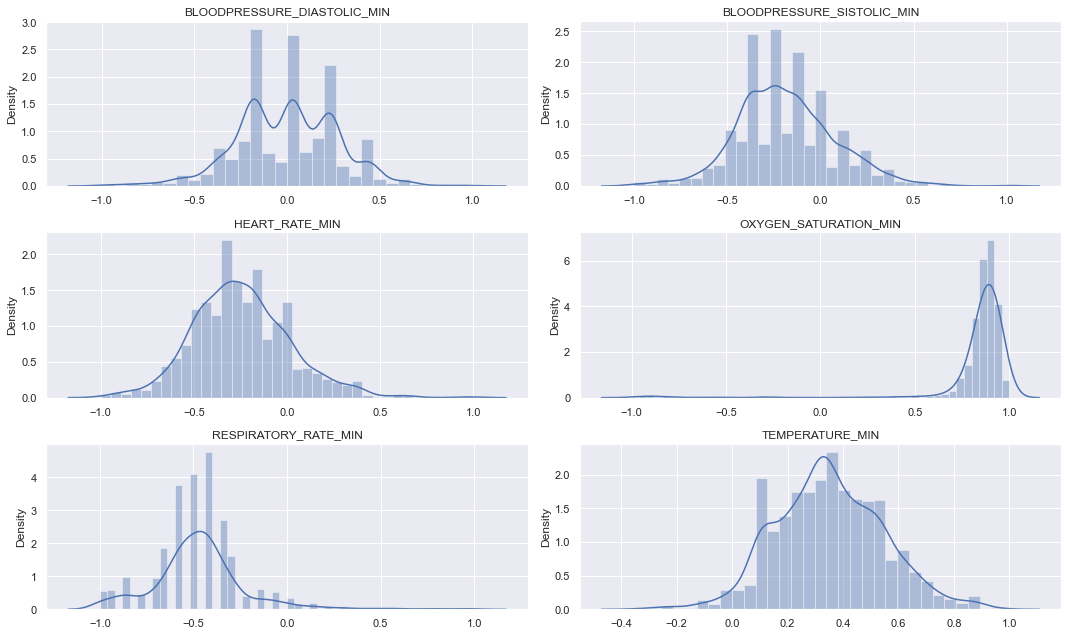 BLOODPRESSURE_DIASTOLIC_MIN
Density
3.0
2.5
2.0
1.5
1.0
0.5
0.0
−1.0 −0.5 0.0 0.5 1.0
BLOODPRESSURE_SISTOLIC_MIN
Density
2.5
2.0
1.5
1.0
0.5
0.0
−1.0 −0.5 0.0 0.5 1.0
HEART_RATE_MIN
Density
2.0
1.5
1.0
0.5
0.0
−1.0 −0.5 0.0 0.5 1.0
OXYGEN_SATURATION_MIN
Density
6
4
2
0
−1.0 −0.5 0.0 0.5 1.0
RESPIRATORY_RATE_MIN
Density
4
3
2
1
0
−1.0 −0.5 0.0 0.5 1.0
TEMPERATURE_MIN
Density
2.0
1.5
1.0
0.5
0.0
−0.4 −0.2 0.0 0.2 0.4 0.6 0.8 1.0